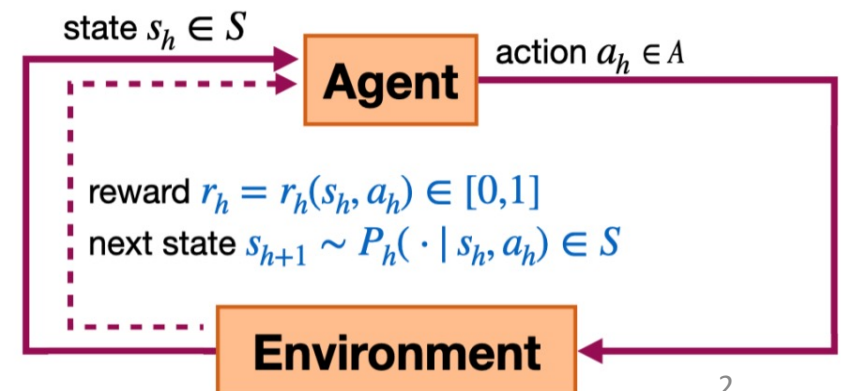 state s_h ∈ S
Agent
action a_h ∈ A
reward r_h = r_h(s_h, a_h) ∈ [0,1]
next state s_{h+1} ~ P_h( · | s_h, a_h) ∈ S
Environment
2